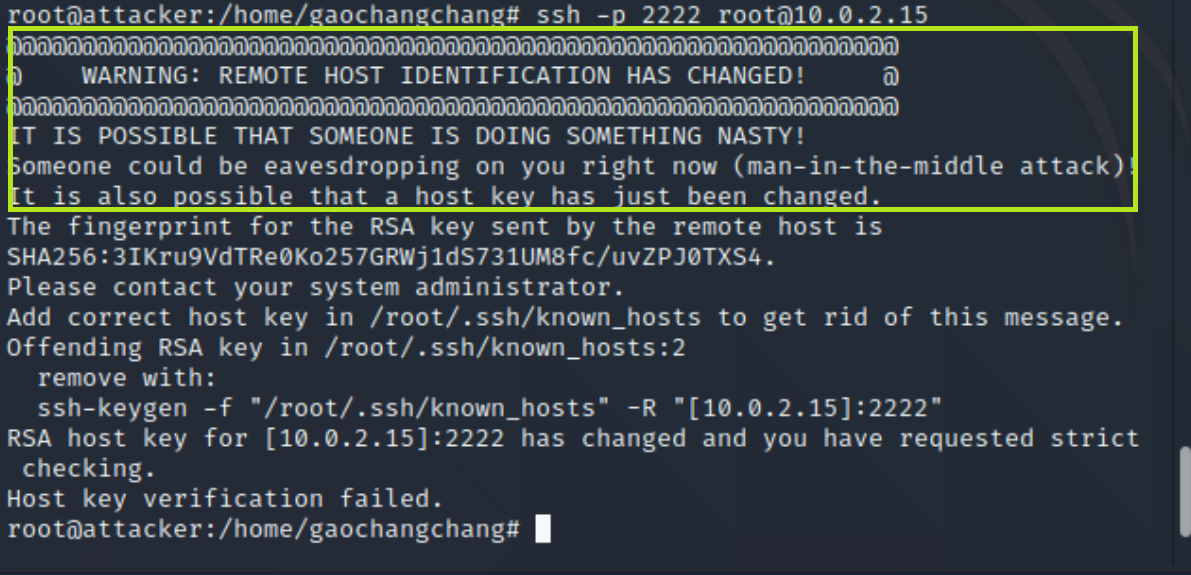 root@attacker:/home/gaochangchang# ssh -p 2222 root@10.0.2.15
@@@@@@@@@@@@@@@@@@@@@@@@@@@@@@@@@@@@@@@@@@@@@@@@@@@@@@@@@@@
@    WARNING: REMOTE HOST IDENTIFICATION HAS CHANGED!     @
@@@@@@@@@@@@@@@@@@@@@@@@@@@@@@@@@@@@@@@@@@@@@@@@@@@@@@@@@@@
IT IS POSSIBLE THAT SOMEONE IS DOING SOMETHING NASTY!
Someone could be eavesdropping on you right now (man-in-the-middle attack)!
It is also possible that a host key has just been changed.
The fingerprint for the RSA key sent by the remote host is
SHA256:3IKru9VdTRe0Ko257GRWj1dS731UM8fc/uvZPJ0TXS4.
Please contact your system administrator.
Add correct host key in /root/.ssh/known_hosts to get rid of this message.
Offending RSA key in /root/.ssh/known_hosts:2
  remove with:
  ssh-keygen -f "/root/.ssh/known_hosts" -R "[10.0.2.15]:2222"
RSA host key for [10.0.2.15]:2222 has changed and you have requested strict
 checking.
Host key verification failed.
root@attacker:/home/gaochangchang#